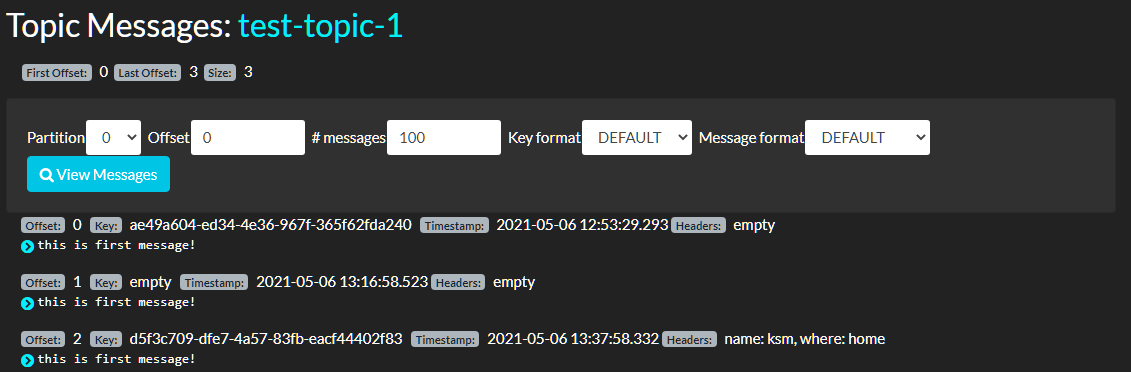 Topic Messages: test-topic-1
First Offset: 0 Last Offset: 3 Size: 3
Partition 0 Offset 0 # messages 100 Key format DEFAULT Message format DEFAULT
View Messages
Offset: 0 Key: ae49a604-ed34-4e36-967f-365f62fda240 Timestamp: 2021-05-06 12:53:29.293 Headers: empty
this is first message!
Offset: 1 Key: empty Timestamp: 2021-05-06 13:16:58.523 Headers: empty
this is first message!
Offset: 2 Key: d5f3c709-dfe7-4a57-83fb-eacf44402f83 Timestamp: 2021-05-06 13:37:58.332 Headers: name: ksm, where: home
this is first message!